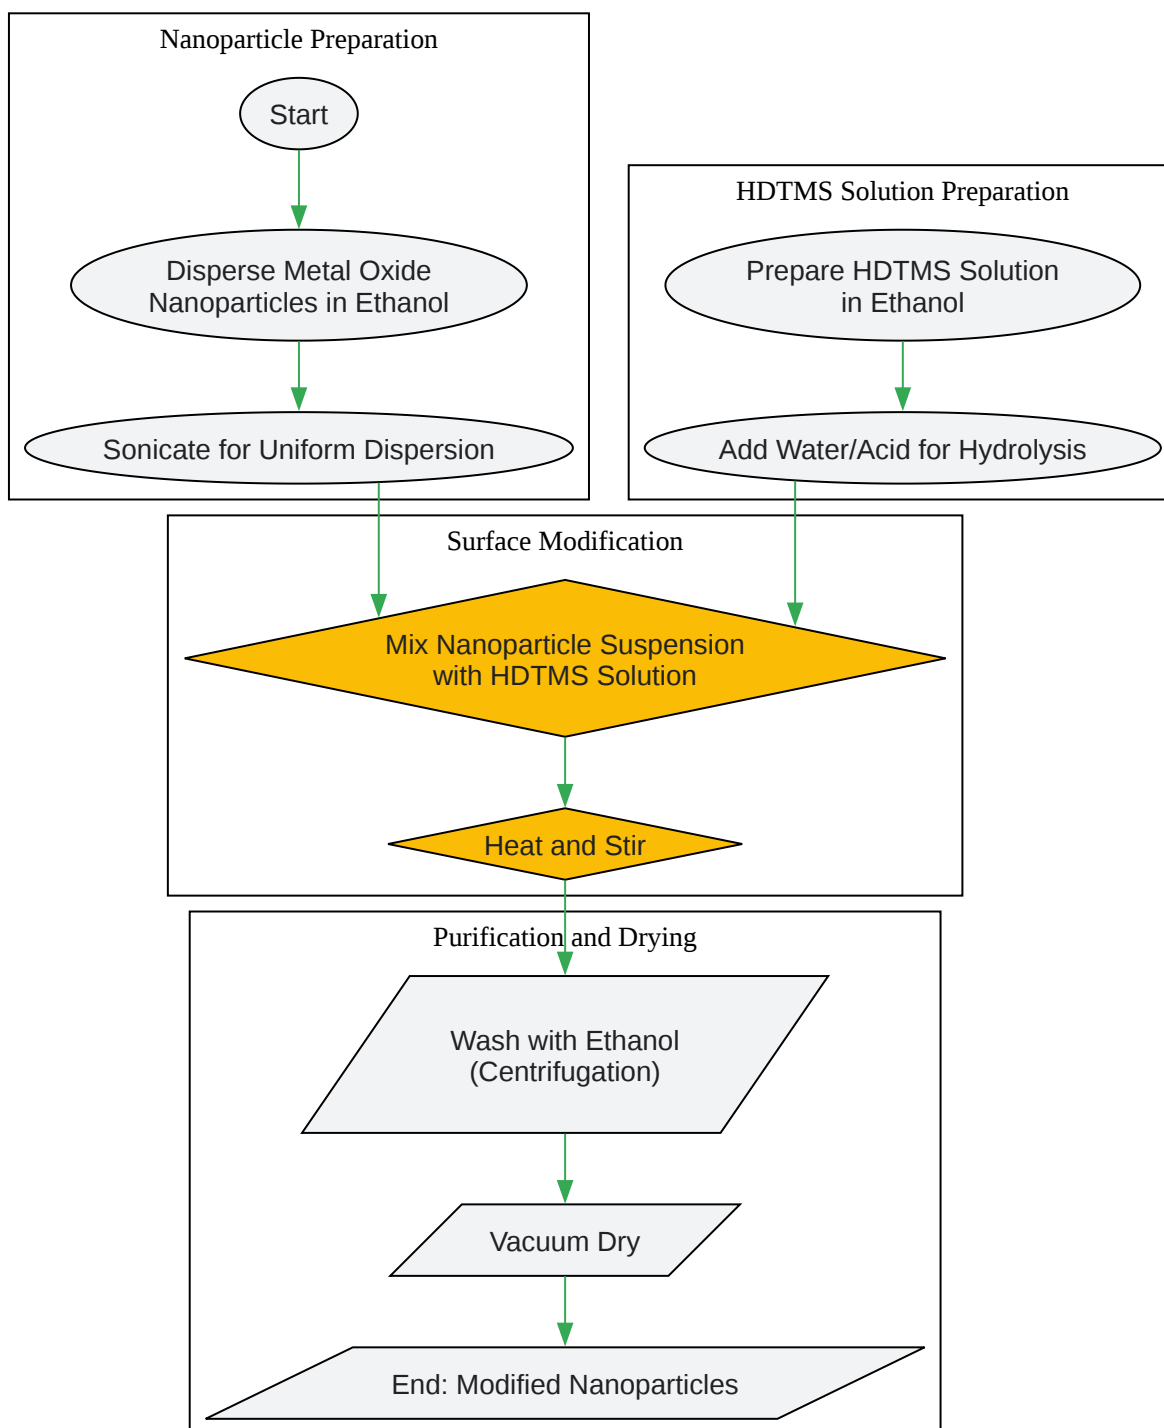 Nanoparticle Preparation
Start
Disperse Metal Oxide
Nanoparticles in Ethanol
Sonicate for Uniform Dispersion
HDTMS Solution Preparation
Prepare HDTMS Solution
in Ethanol
Add Water/Acid for Hydrolysis
Surface Modification
Mix Nanoparticle Suspension
with HDTMS Solution
Heat and Stir
Purification and Drying
Wash with Ethanol
(Centrifugation)
Vacuum Dry
End: Modified Nanoparticles